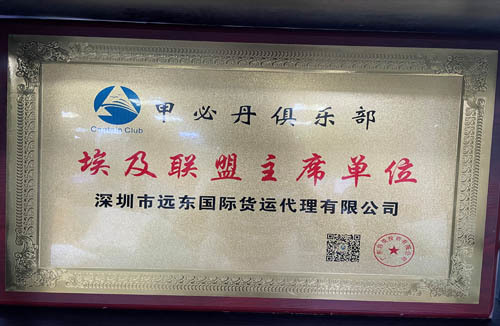 甲必丹俱乐部
Captain Club
埃及联盟主席单位
深圳市远东国际货运代理有限公司